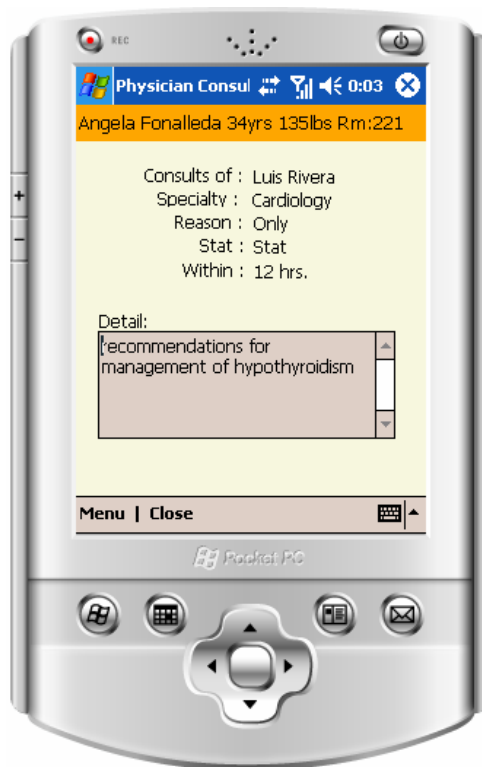 REC
Physician Consul 0:03
Angela Fonalleda 34yrs 135lbs Rm:221
Consults of : Luis Rivera
Specialty : Cardiology
Reason : Only
Stat : Stat
Within : 12 hrs.
Detail:
recommendations for
management of hypothyroidism
Menu | Close
Pocket PC
+
-